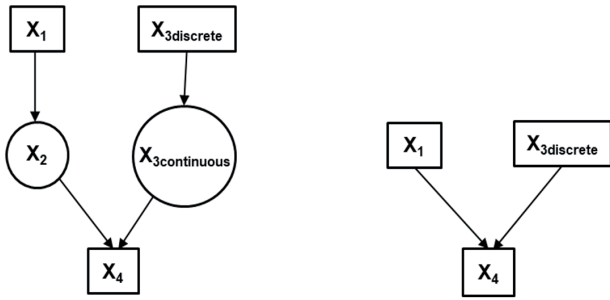 X₁
X₃discrete
X₂
X₃continuous
X₄
X₁
X₃discrete
X₄